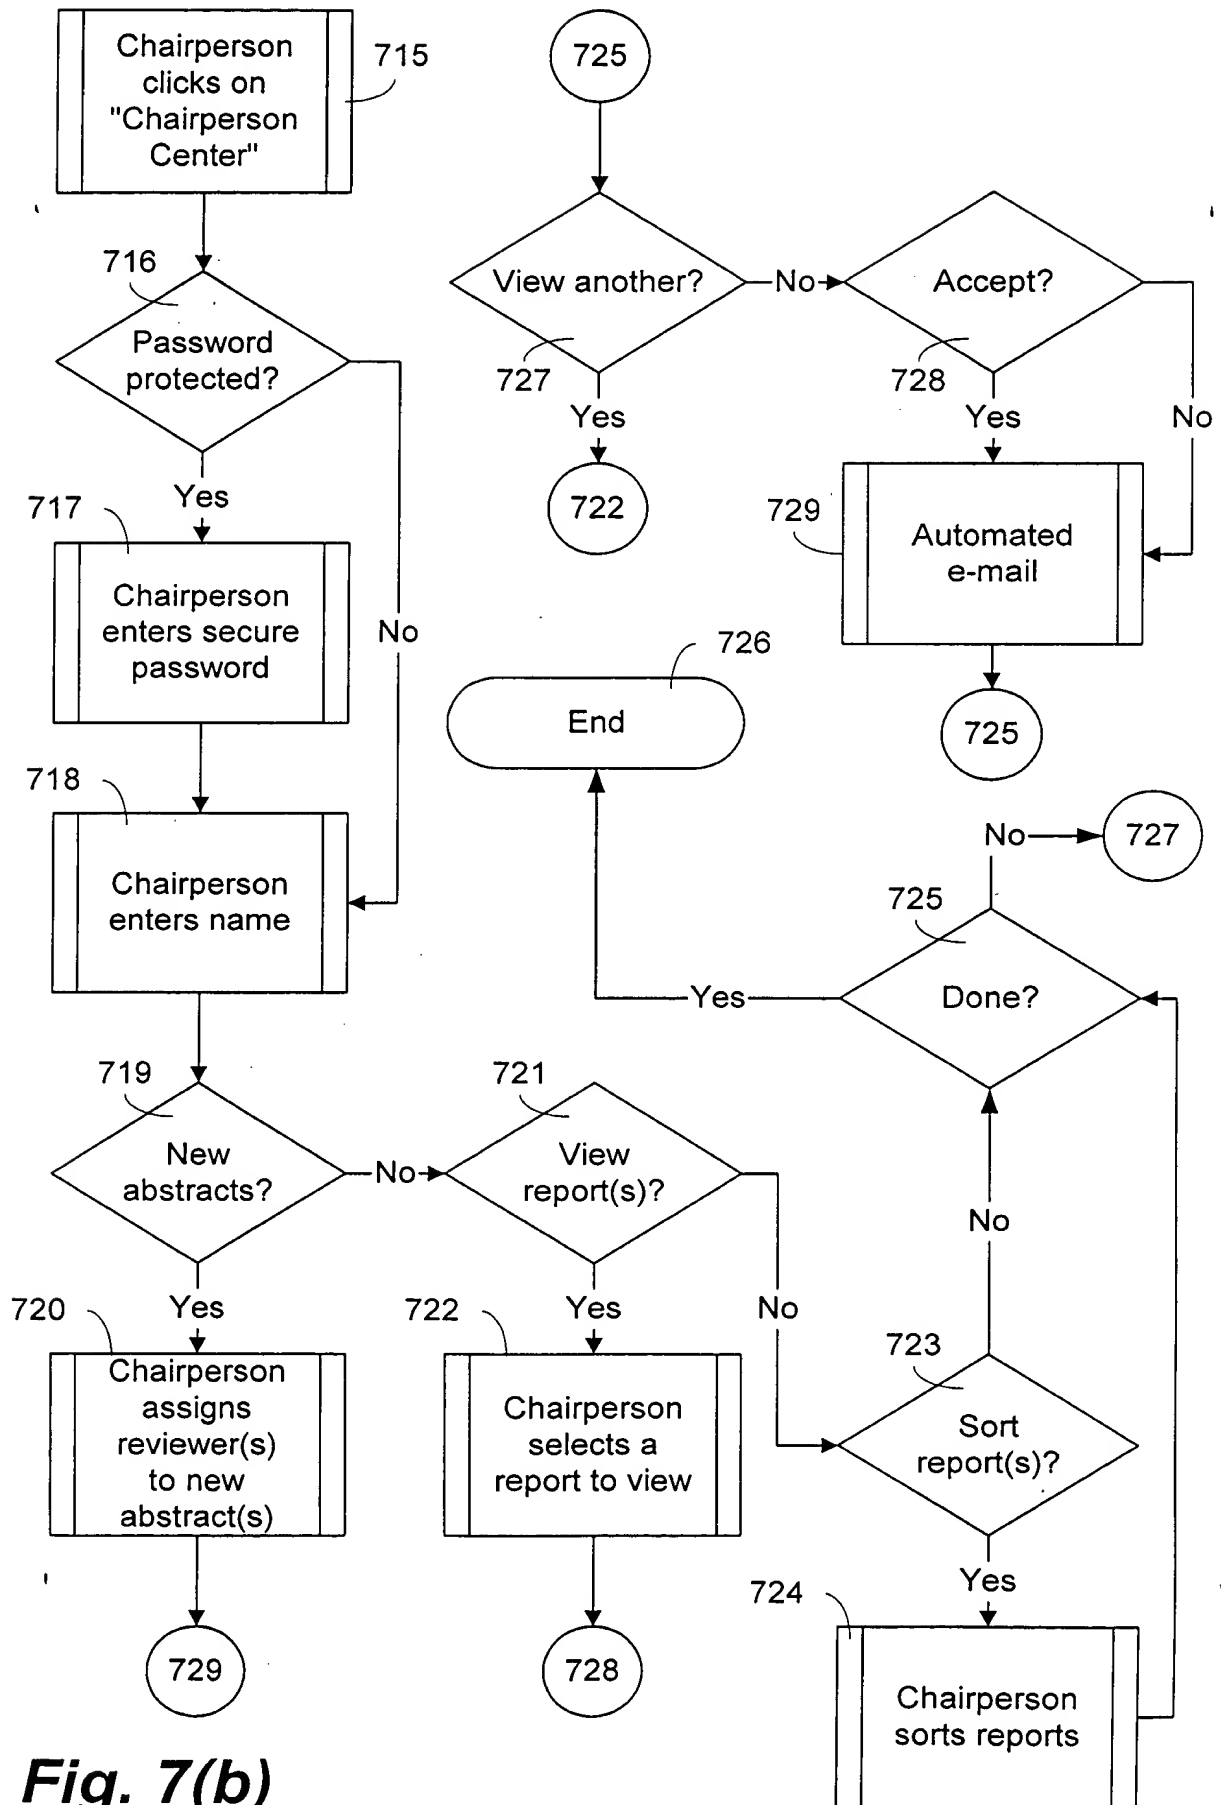 Chairperson
clicks on
"Chairperson
Center"
715
716
Password
protected?
Yes
No
717
Chairperson
enters secure
password
718
Chairperson
enters name
719
New
abstracts?
No
Yes
720
Chairperson
assigns
reviewer(s)
to new
abstract(s)
729
721
View
report(s)?
Yes
No
722
Chairperson
selects a
report to view
728
723
Sort
report(s)?
No
Yes
724
Chairperson
sorts reports
725
Done?
Yes
No
727
726
End
725
View another?
727
No
Yes
722
Accept?
728
Yes
No
729
Automated
e-mail
725
Fig. 7(b)